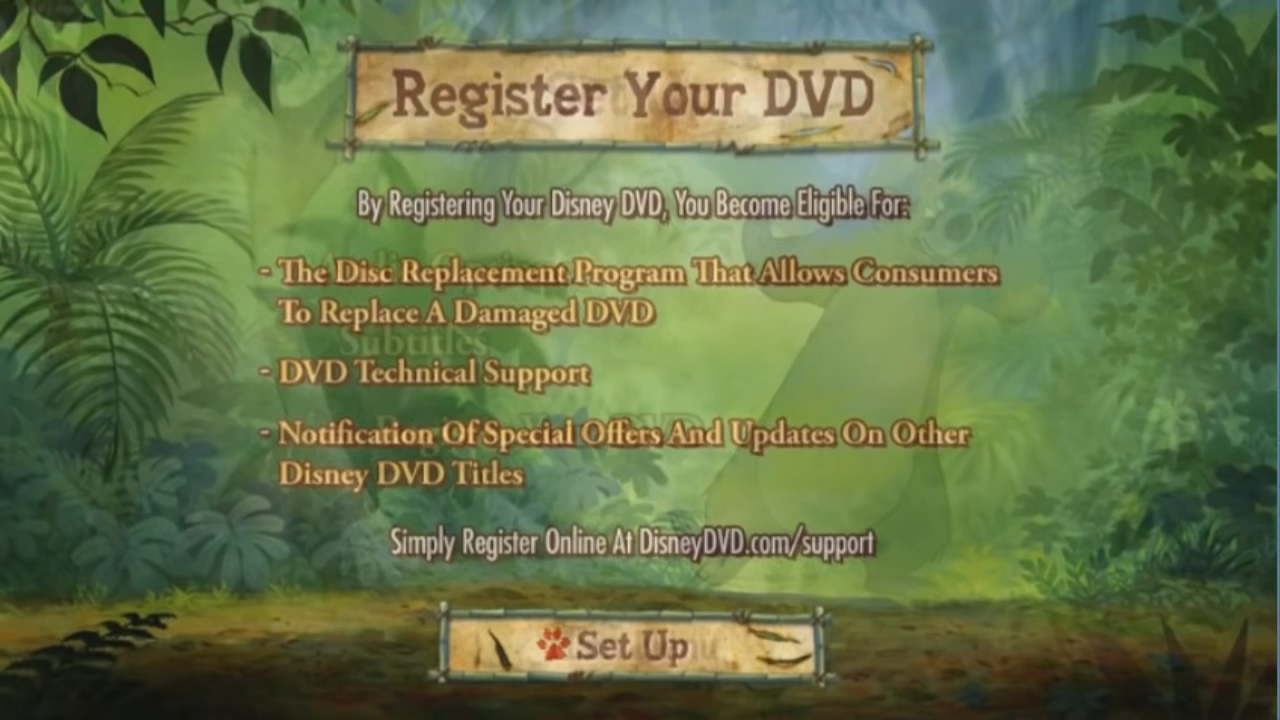 Register Your DVD
By Registering Your Disney DVD, You Become Eligible For:
- The Disc Replacement Program That Allows Consumers
To Replace A Damaged DVD
Subtitles
- DVD Technical Support
- Notification Of Special Offers And Updates On Other
Disney DVD Titles
Simply Register Online At DisneyDVD.com/support
Set Up